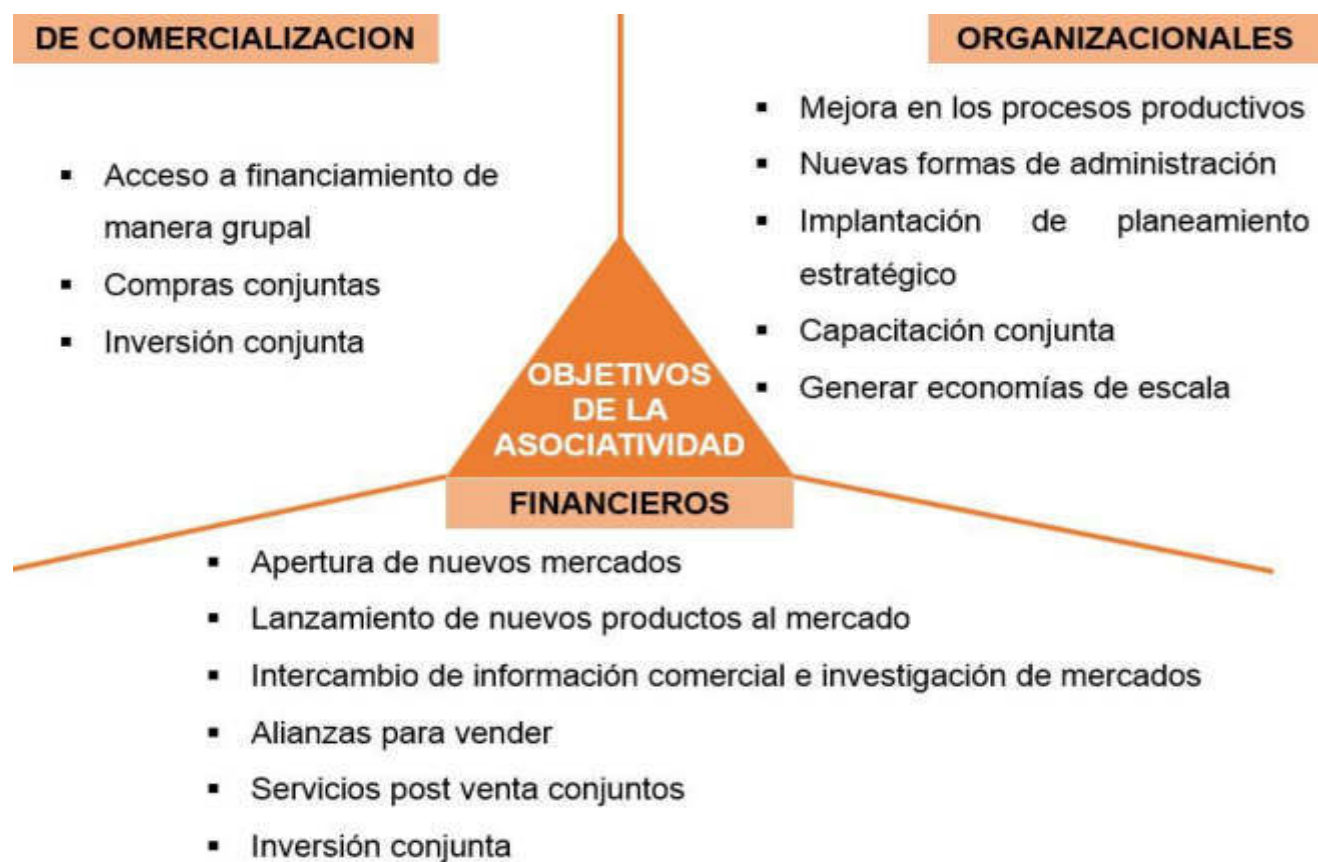 DE COMERCIALIZACION
▪ Acceso a financiamiento de
manera grupal
▪ Compras conjuntas
▪ Inversión conjunta
ORGANIZACIONALES
▪ Mejora en los procesos productivos
▪ Nuevas formas de administración
▪ Implantación de planeamiento
estratégico
▪ Capacitación conjunta
▪ Generar economías de escala
OBJETIVOS
DE LA
ASOCIATIVIDAD
FINANCIEROS
▪ Apertura de nuevos mercados
▪ Lanzamiento de nuevos productos al mercado
▪ Intercambio de información comercial e investigación de mercados
▪ Alianzas para vender
▪ Servicios post venta conjuntos
▪ Inversión conjunta